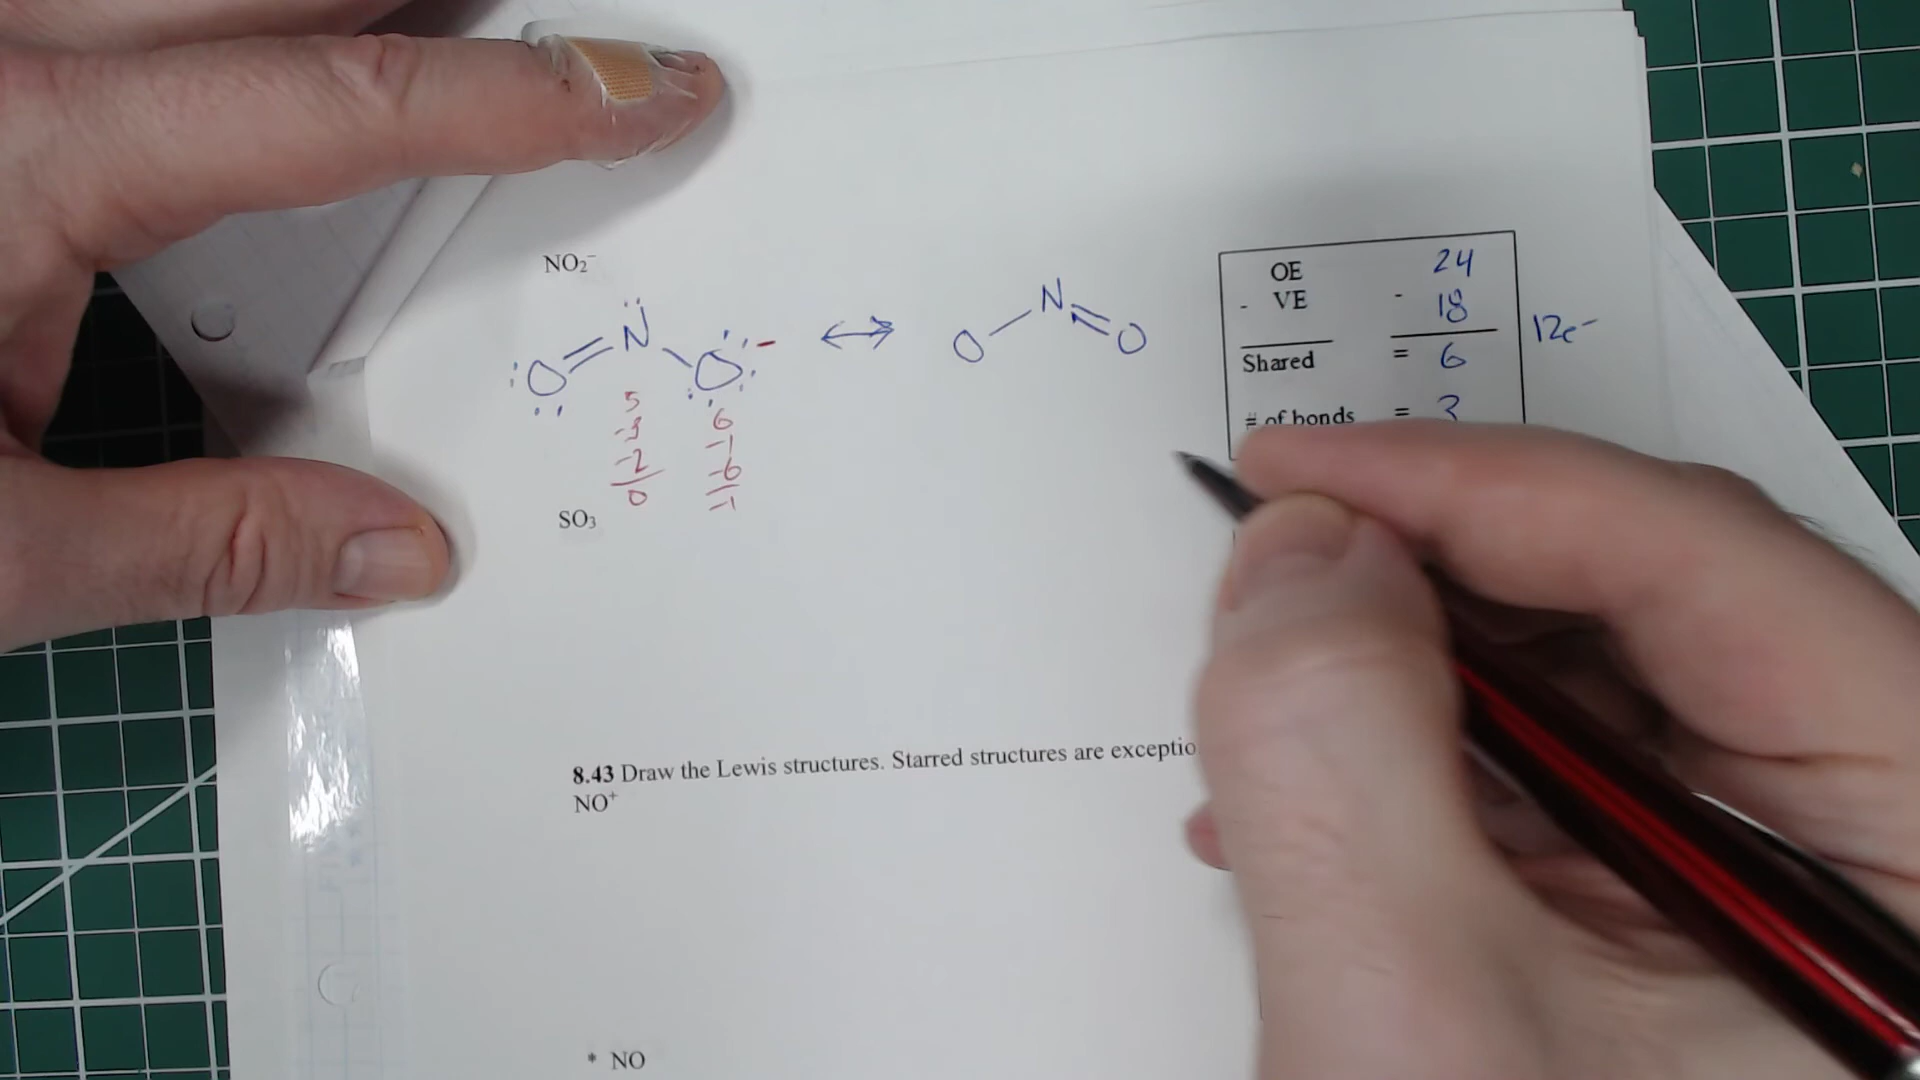 NO₂⁻
:O=N-O:- ↔ O-N=O
5
-3
-2
0
6
-1
-6
-1
OE 24
- VE - 18
12e⁻
Shared = 6
# of bonds = 3
SO₃
8.43 Draw the Lewis structures. Starred structures are exceptio
NO⁺
* NO